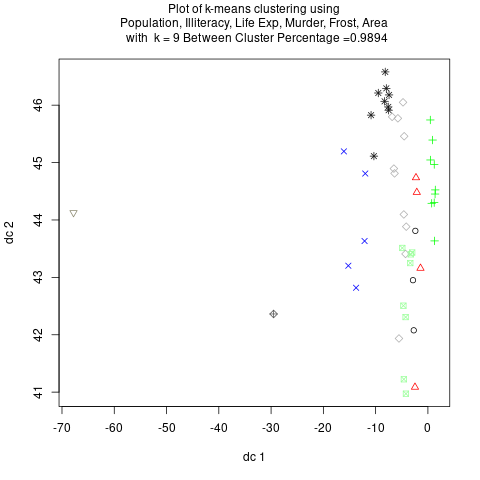 Plot of k-means clustering using
Population, Illiteracy, Life Exp, Murder, Frost, Area
with k = 9 Between Cluster Percentage =0.9894
46
45
44
43
42
41
dc 2
-70
-60
-50
-40
-30
-20
-10
0
dc 1